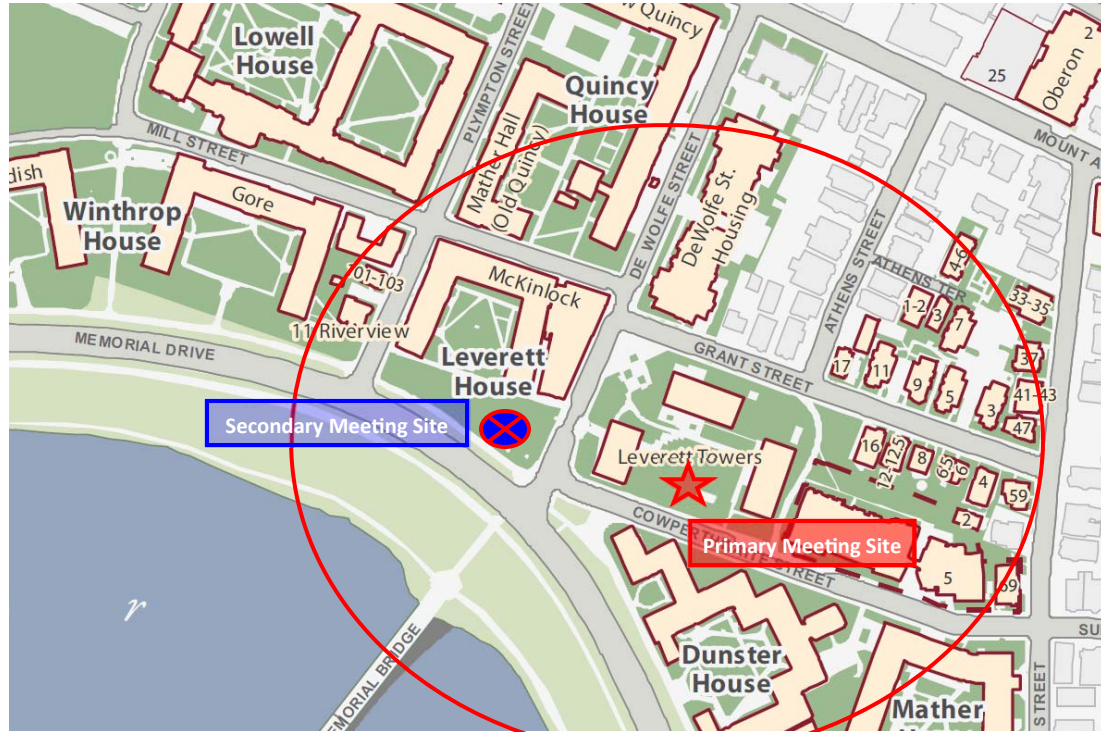 Lowell
House
PLYMPTON STREET
Quincy
Quincy
House
2
Oberon
25
MOUNT A
MILL STREET
Mather Hall
(Old Quincy)
DE WOLFE STREET
DeWolfe St.
Housing
dish
Gore
Winthrop
House
101-103
McKinlock
ATHENS STREET
ATHENS TER
4-6
33-35
1-2
3
7
11 Riverview
MEMORIAL DRIVE
Leverett
House
GRANT STREET
17
11
9
5
3
37
41-43
47
Secondary Meeting Site
Leverett Towers
16
12-12.5
8
6.5
6
4
59
2
COWPERTHWAITE STREET
Primary Meeting Site
5
69
r
EMORIAL BRIDGE
Dunster
House
Mather
SU
STREET